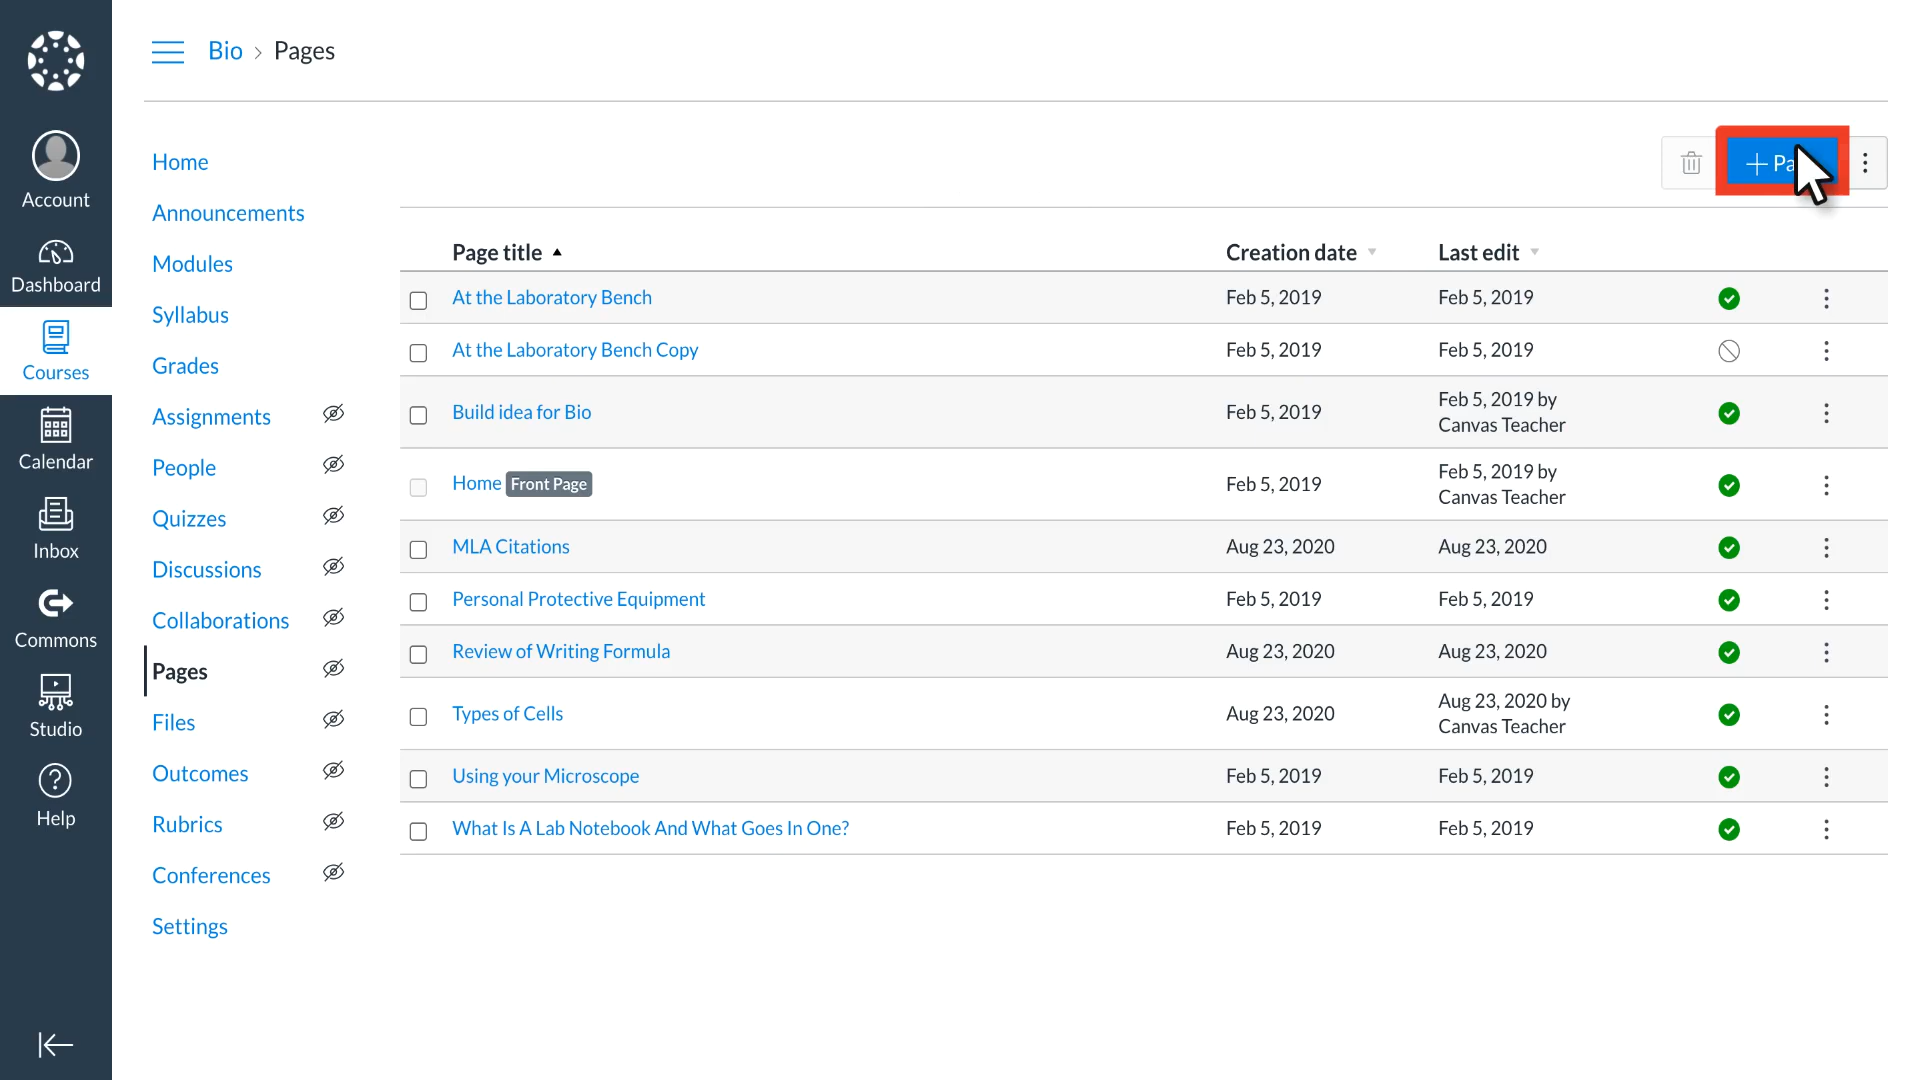 Bio > Pages
Account
Dashboard
Courses
Calendar
Inbox
Commons
Studio
Help
Home
Announcements
Modules
Syllabus
Grades
Assignments
People
Quizzes
Discussions
Collaborations
Pages
Files
Outcomes
Rubrics
Conferences
Settings
Page title Creation date Last edit
At the Laboratory Bench Feb 5, 2019 Feb 5, 2019
At the Laboratory Bench Copy Feb 5, 2019 Feb 5, 2019
Build idea for Bio Feb 5, 2019 Feb 5, 2019 by
Canvas Teacher
Home Front Page Feb 5, 2019 Feb 5, 2019 by
Canvas Teacher
MLA Citations Aug 23, 2020 Aug 23, 2020
Personal Protective Equipment Feb 5, 2019 Feb 5, 2019
Review of Writing Formula Aug 23, 2020 Aug 23, 2020
Types of Cells Aug 23, 2020 Aug 23, 2020 by
Canvas Teacher
Using your Microscope Feb 5, 2019 Feb 5, 2019
What Is A Lab Notebook And What Goes In One? Feb 5, 2019 Feb 5, 2019